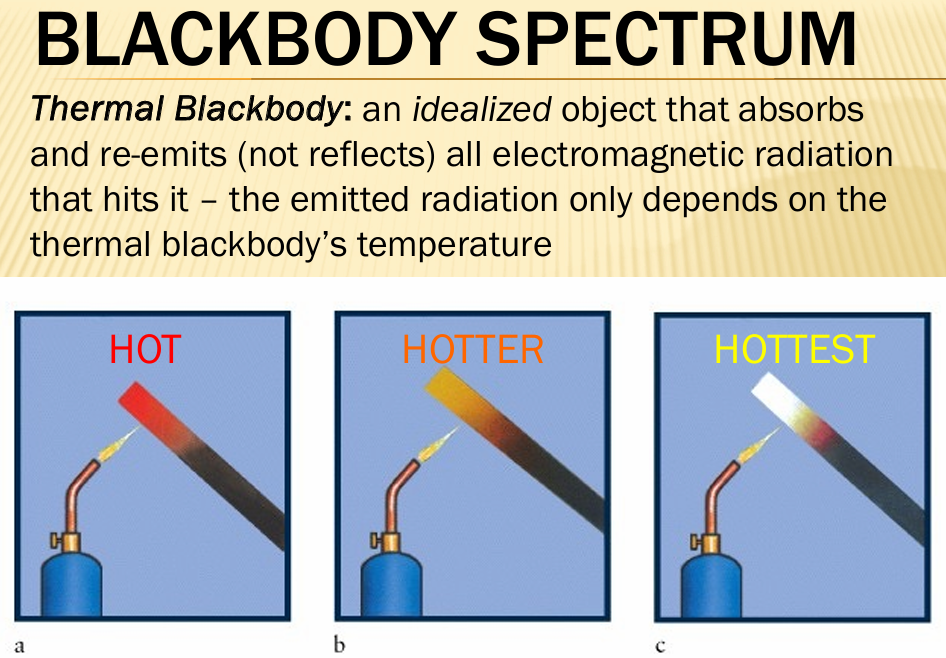 BLACKBODY SPECTRUM
Thermal Blackbody: an idealized object that absorbs
and re-emits (not reflects) all electromagnetic radiation
that hits it – the emitted radiation only depends on the
thermal blackbody’s temperature
HOT
HOTTER
HOTTEST
a
b
c